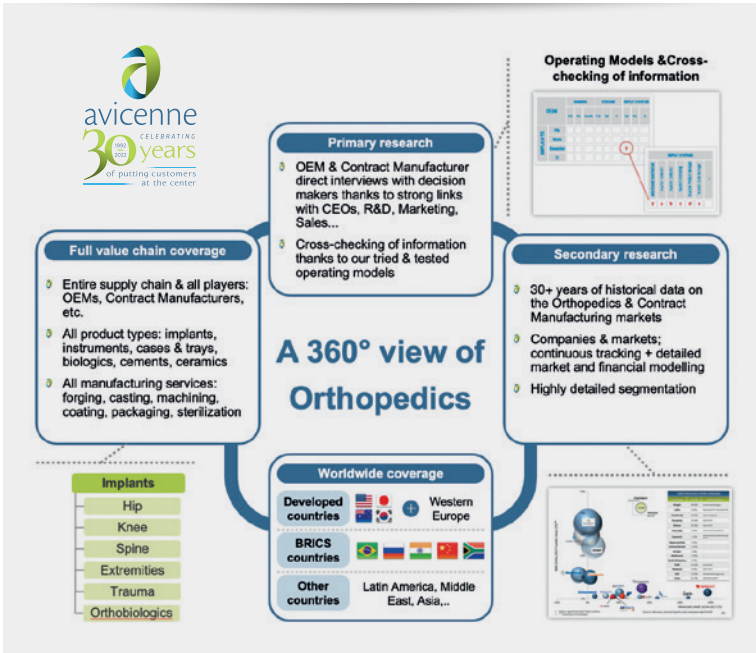 avicenne
CELEBRATING
30 years
1992
2022
of putting customers
at the center
Operating Models &Cross-
checking of information
Primary research
OEM & Contract Manufacturer
direct interviews with decision
makers thanks to strong links
with CEOs, R&D, Marketing,
Sales...
Cross-checking of information
thanks to our tried & tested
operating models
Full value chain coverage
Entire supply chain & all players:
OEMs, Contract Manufacturers,
etc.
All product types: implants,
instruments, cases & trays,
biologics, cements, ceramics
All manufacturing services:
forging, casting, machining,
coating, packaging, sterilization
A 360° view of
Orthopedics
Secondary research
30+ years of historical data on
the Orthopedics & Contract
Manufacturing markets
Companies & markets;
continuous tracking + detailed
market and financial modelling
Highly detailed segmentation
Worldwide coverage
Developed
countries
Western
Europe
BRICS
countries
Other
countries
Latin America, Middle
East, Asia,..
Implants
Hip
Knee
Spine
Extremities
Trauma
Orthobiologics